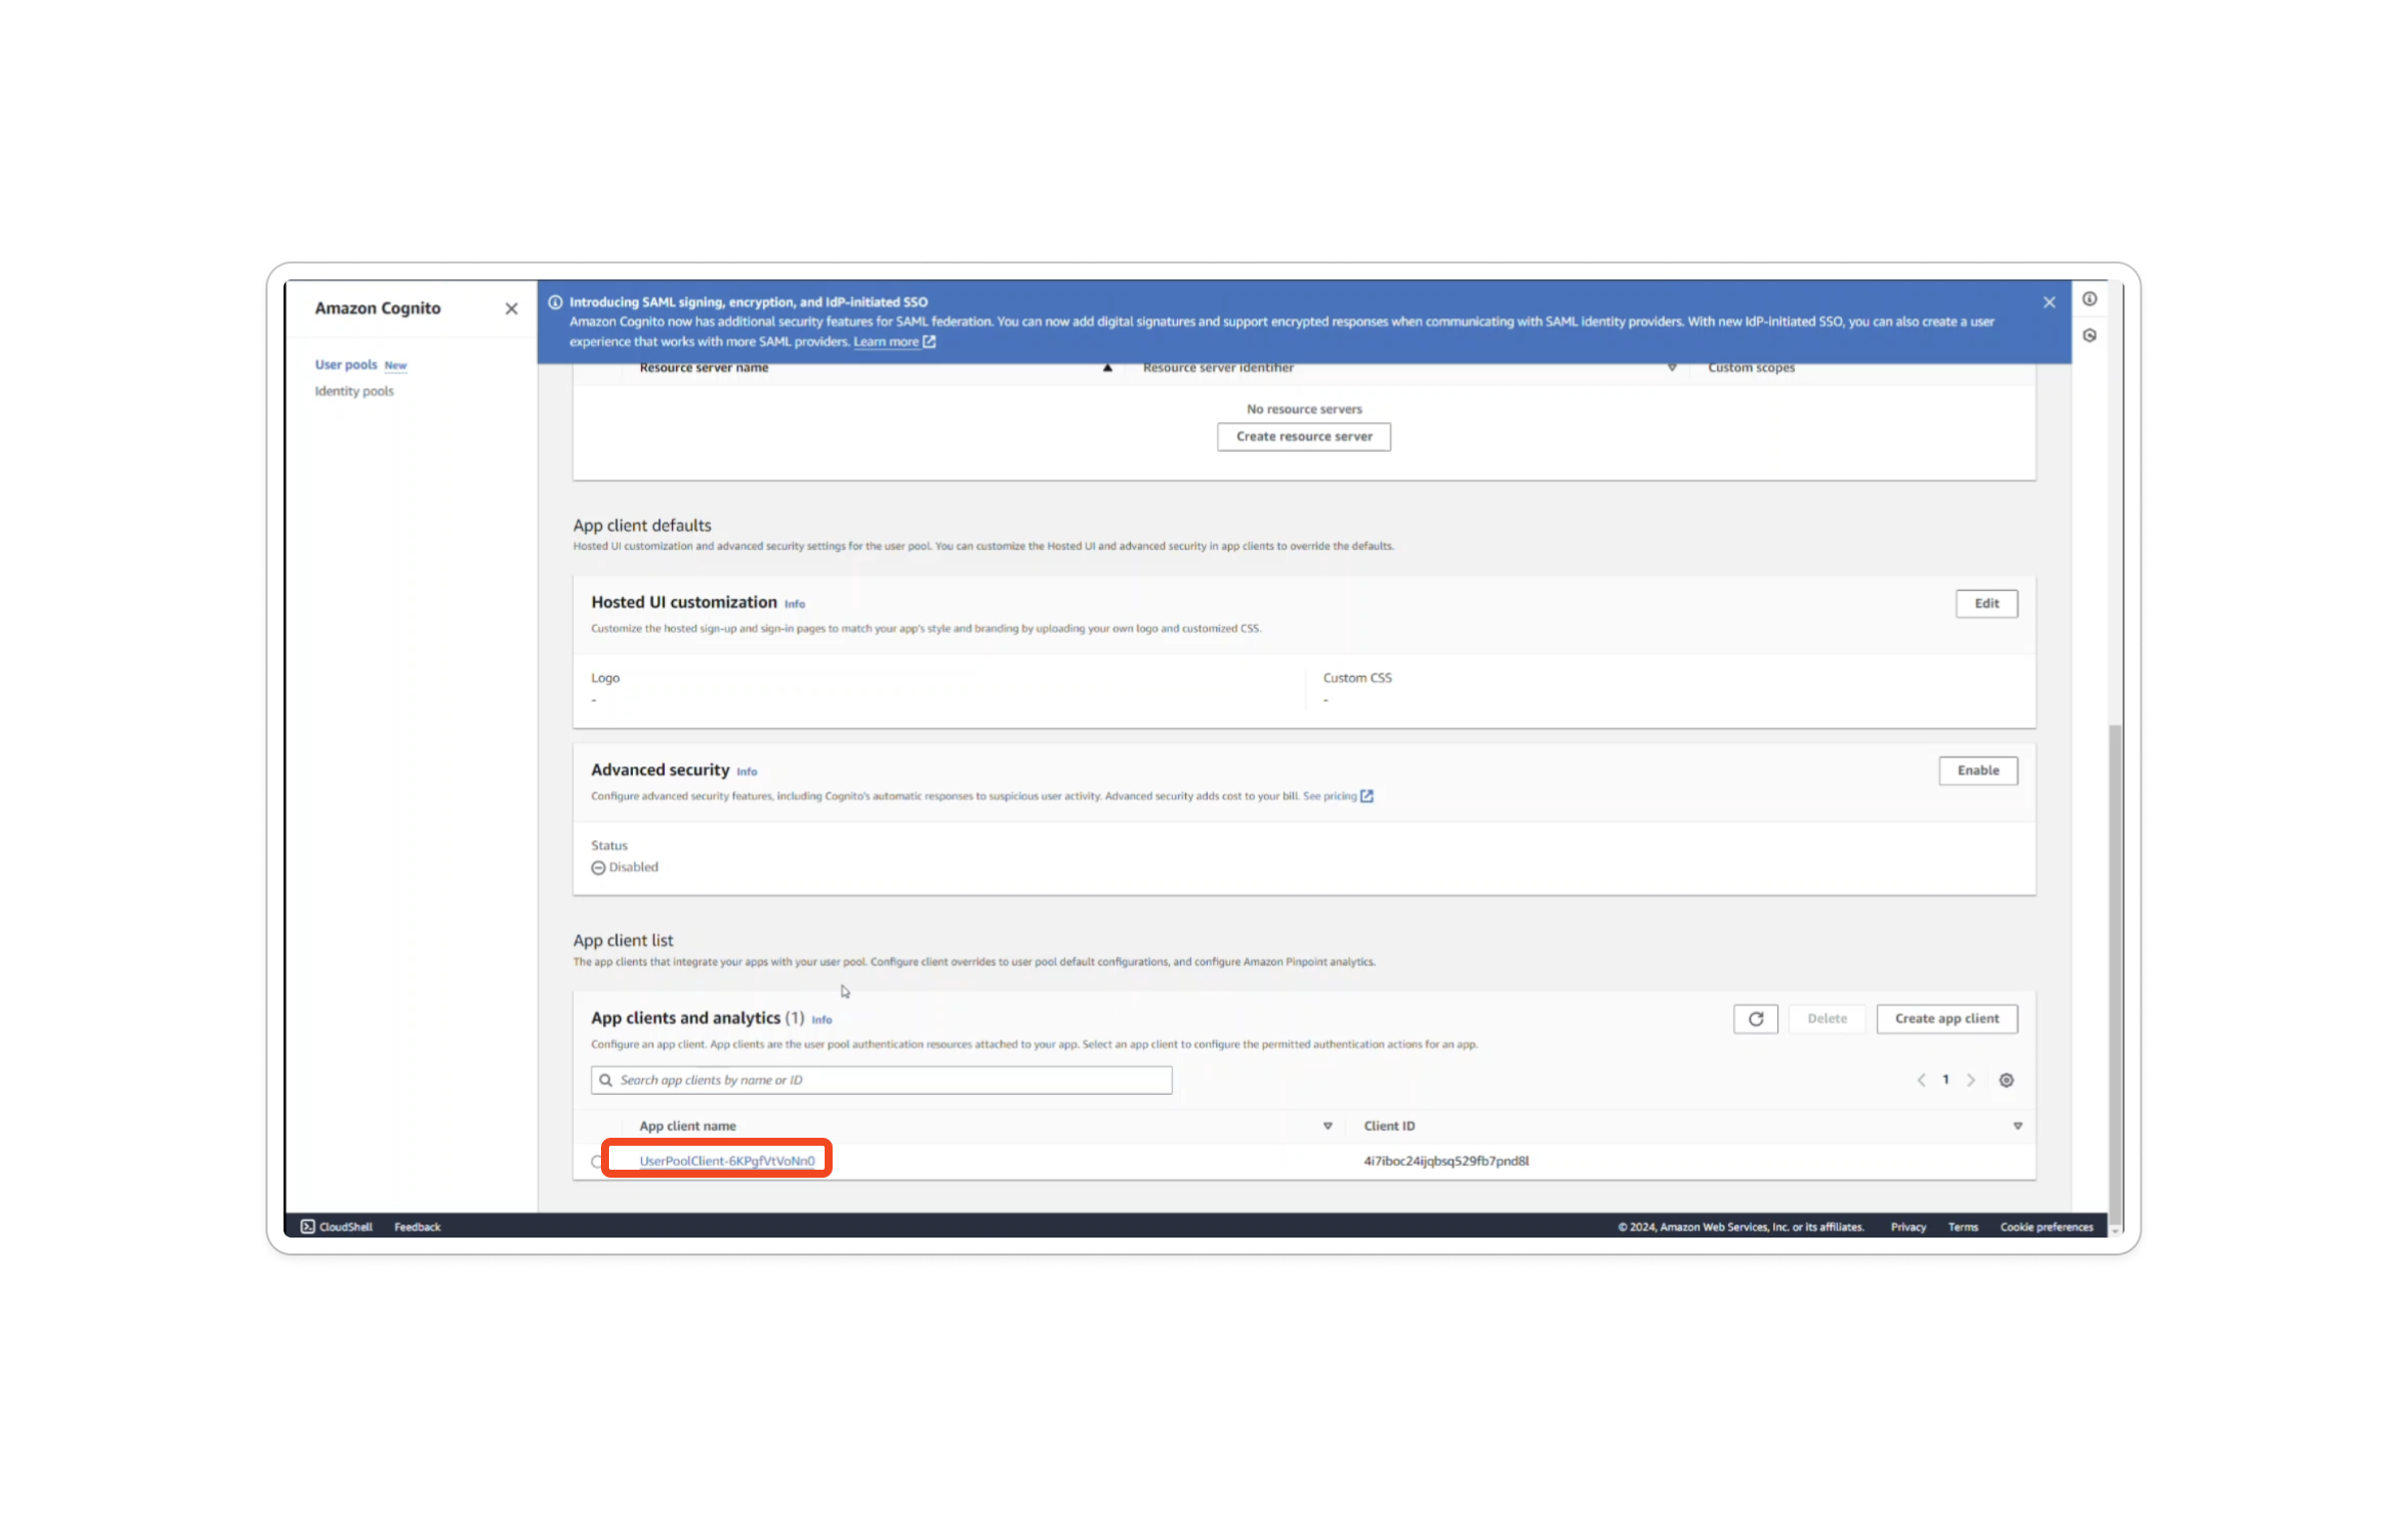 Amazon Cognito
User pools New
Identity pools
Introducing SAML signing, encryption, and IdP-initiated SSO
Amazon Cognito now has additional security features for SAML federation. You can now add digital signatures and support encrypted responses when communicating with SAML identity providers. With new IdP-initiated SSO, you can also create a user
experience that works with more SAML providers. Learn more
Resource server name Resource server identifier Custom scopes
No resource servers
Create resource server
App client defaults
Hosted UI customization and advanced security settings for the user pool. You can customize the Hosted UI and advanced security in app clients to override the defaults.
Hosted UI customization Info
Edit
Customize the hosted sign-up and sign-in pages to match your app's style and branding by uploading your own logo and customized CSS.
Logo Custom CSS
- -
Advanced security Info
Enable
Configure advanced security features, including Cognito's automatic responses to suspicious user activity. Advanced security adds cost to your bill. See pricing
Status
Disabled
App client list
The app clients that integrate your apps with your user pool. Configure client overrides to user pool default configurations, and configure Amazon Pinpoint analytics.
App clients and analytics (1) Info
Delete Create app client
Configure an app client. App clients are the user pool authentication resources attached to your app. Select an app client to configure the permitted authentication actions for an app.
Search app clients by name or ID
1
App client name Client ID
UserPoolClient-6KPgfVtVoNn0 4i7iboc24ijqbsq529fb7pnd8l
CloudShell Feedback © 2024, Amazon Web Services, Inc. or its affiliates. Privacy Terms Cookie preferences